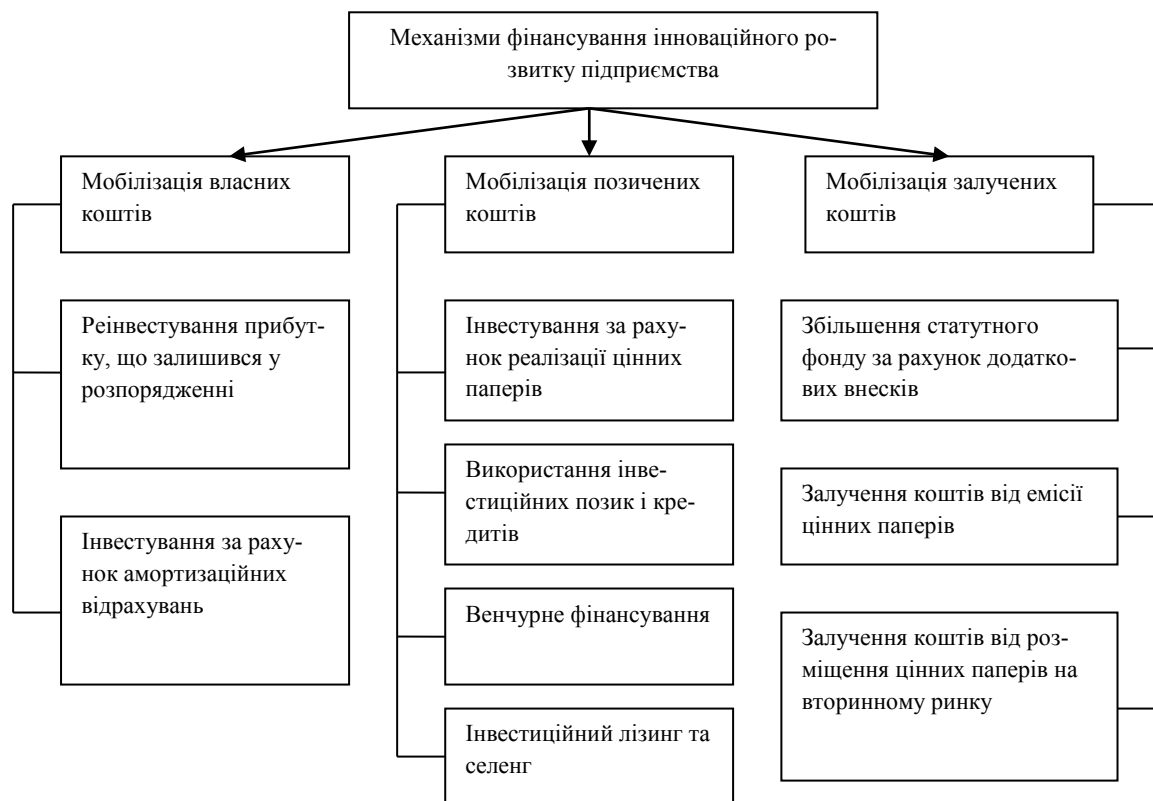 Механізми фінансування інноваційного ро-
звитку підприємства
Мобілізація власних
коштів
Реінвестування прибут-
ку, що залишився у
розпорядженні
Інвестування за раху-
нок амортизаційних
відрахувань
Мобілізація позичених
коштів
Інвестування за раху-
нок реалізації цінних
паперів
Використання інве-
стиційних позик і кре-
дитів
Венчурне фінансування
Інвестиційний лізинг та
селенг
Мобілізація залучених
коштів
Збільшення статутного
фонду за рахунок додатко-
вих внесків
Залучення коштів від емісії
цінних паперів
Залучення коштів від роз-
міщення цінних паперів на
вторинному ринку